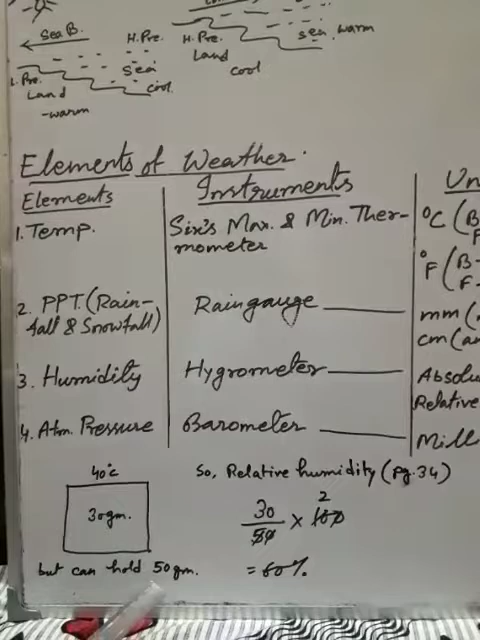 Sea B.
H. Pre.
H. Pre.
sea
warm
L. Pre.
Sea
Land
Land
cool
cool
-warm
Elements of Weather.
Elements
Instruments
1. Temp.
Six's Max. & Min. Ther-
mometer
°C (B
°F (B-
F-
2. PPT. (Rain-
fall & Snowfall)
Raingauge
mm (
cm (a
3. Humidity
Hygrometer
Absolu
Relative
4. Atm. Pressure
Barometer
Mill
40°C
30gm.
but can hold 50gm.
So, Relative humidity (Pg. 34)
30/50 × 100 2
= 60%